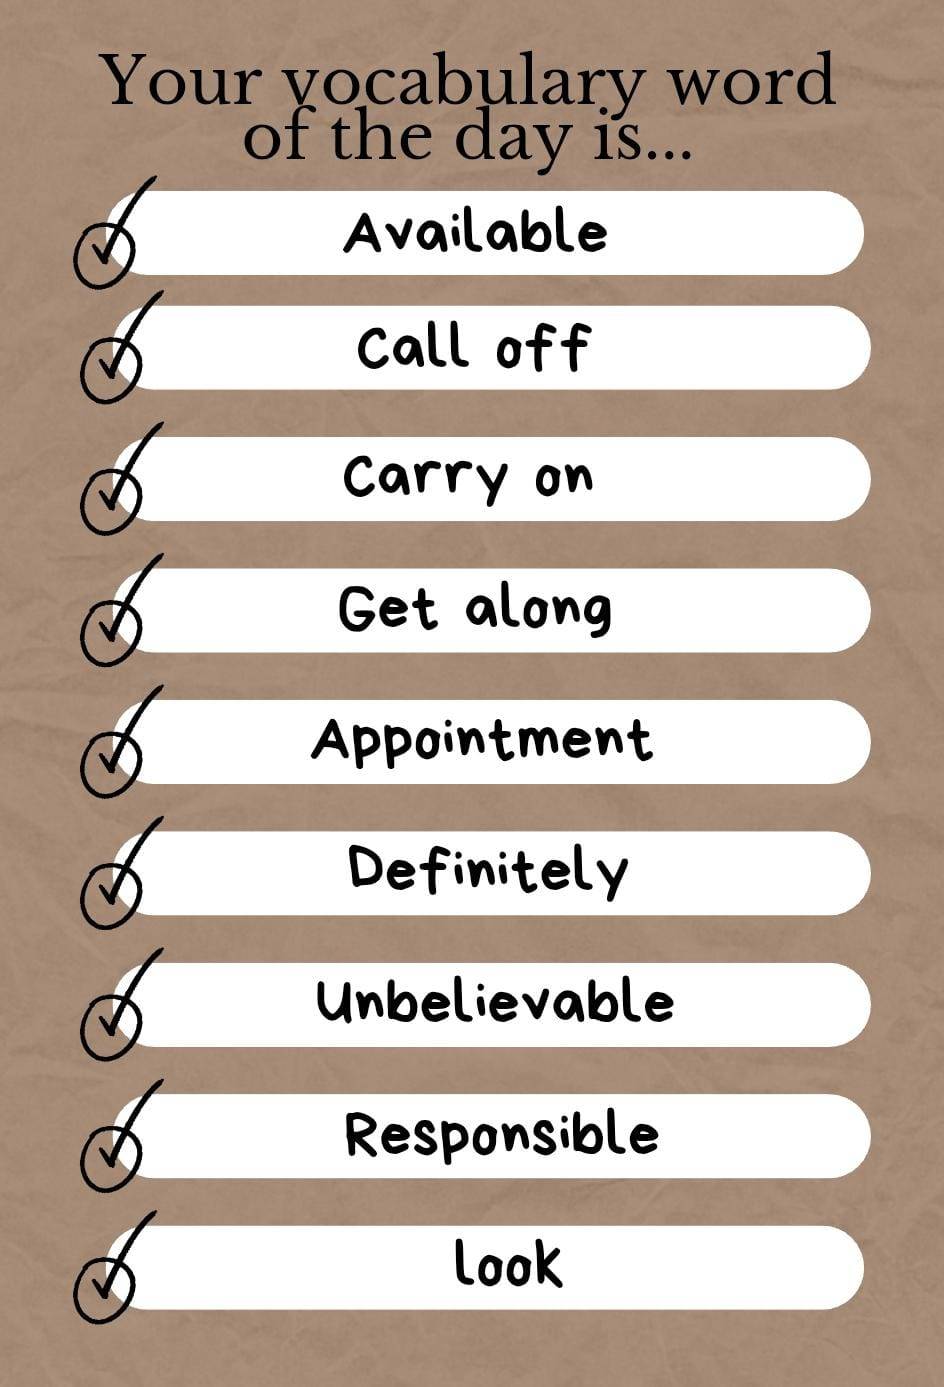 Your vocabulary word
of the day is...
Available
Call off
Carry on
Get along
Appointment
Definitely
Unbelievable
Responsible
look